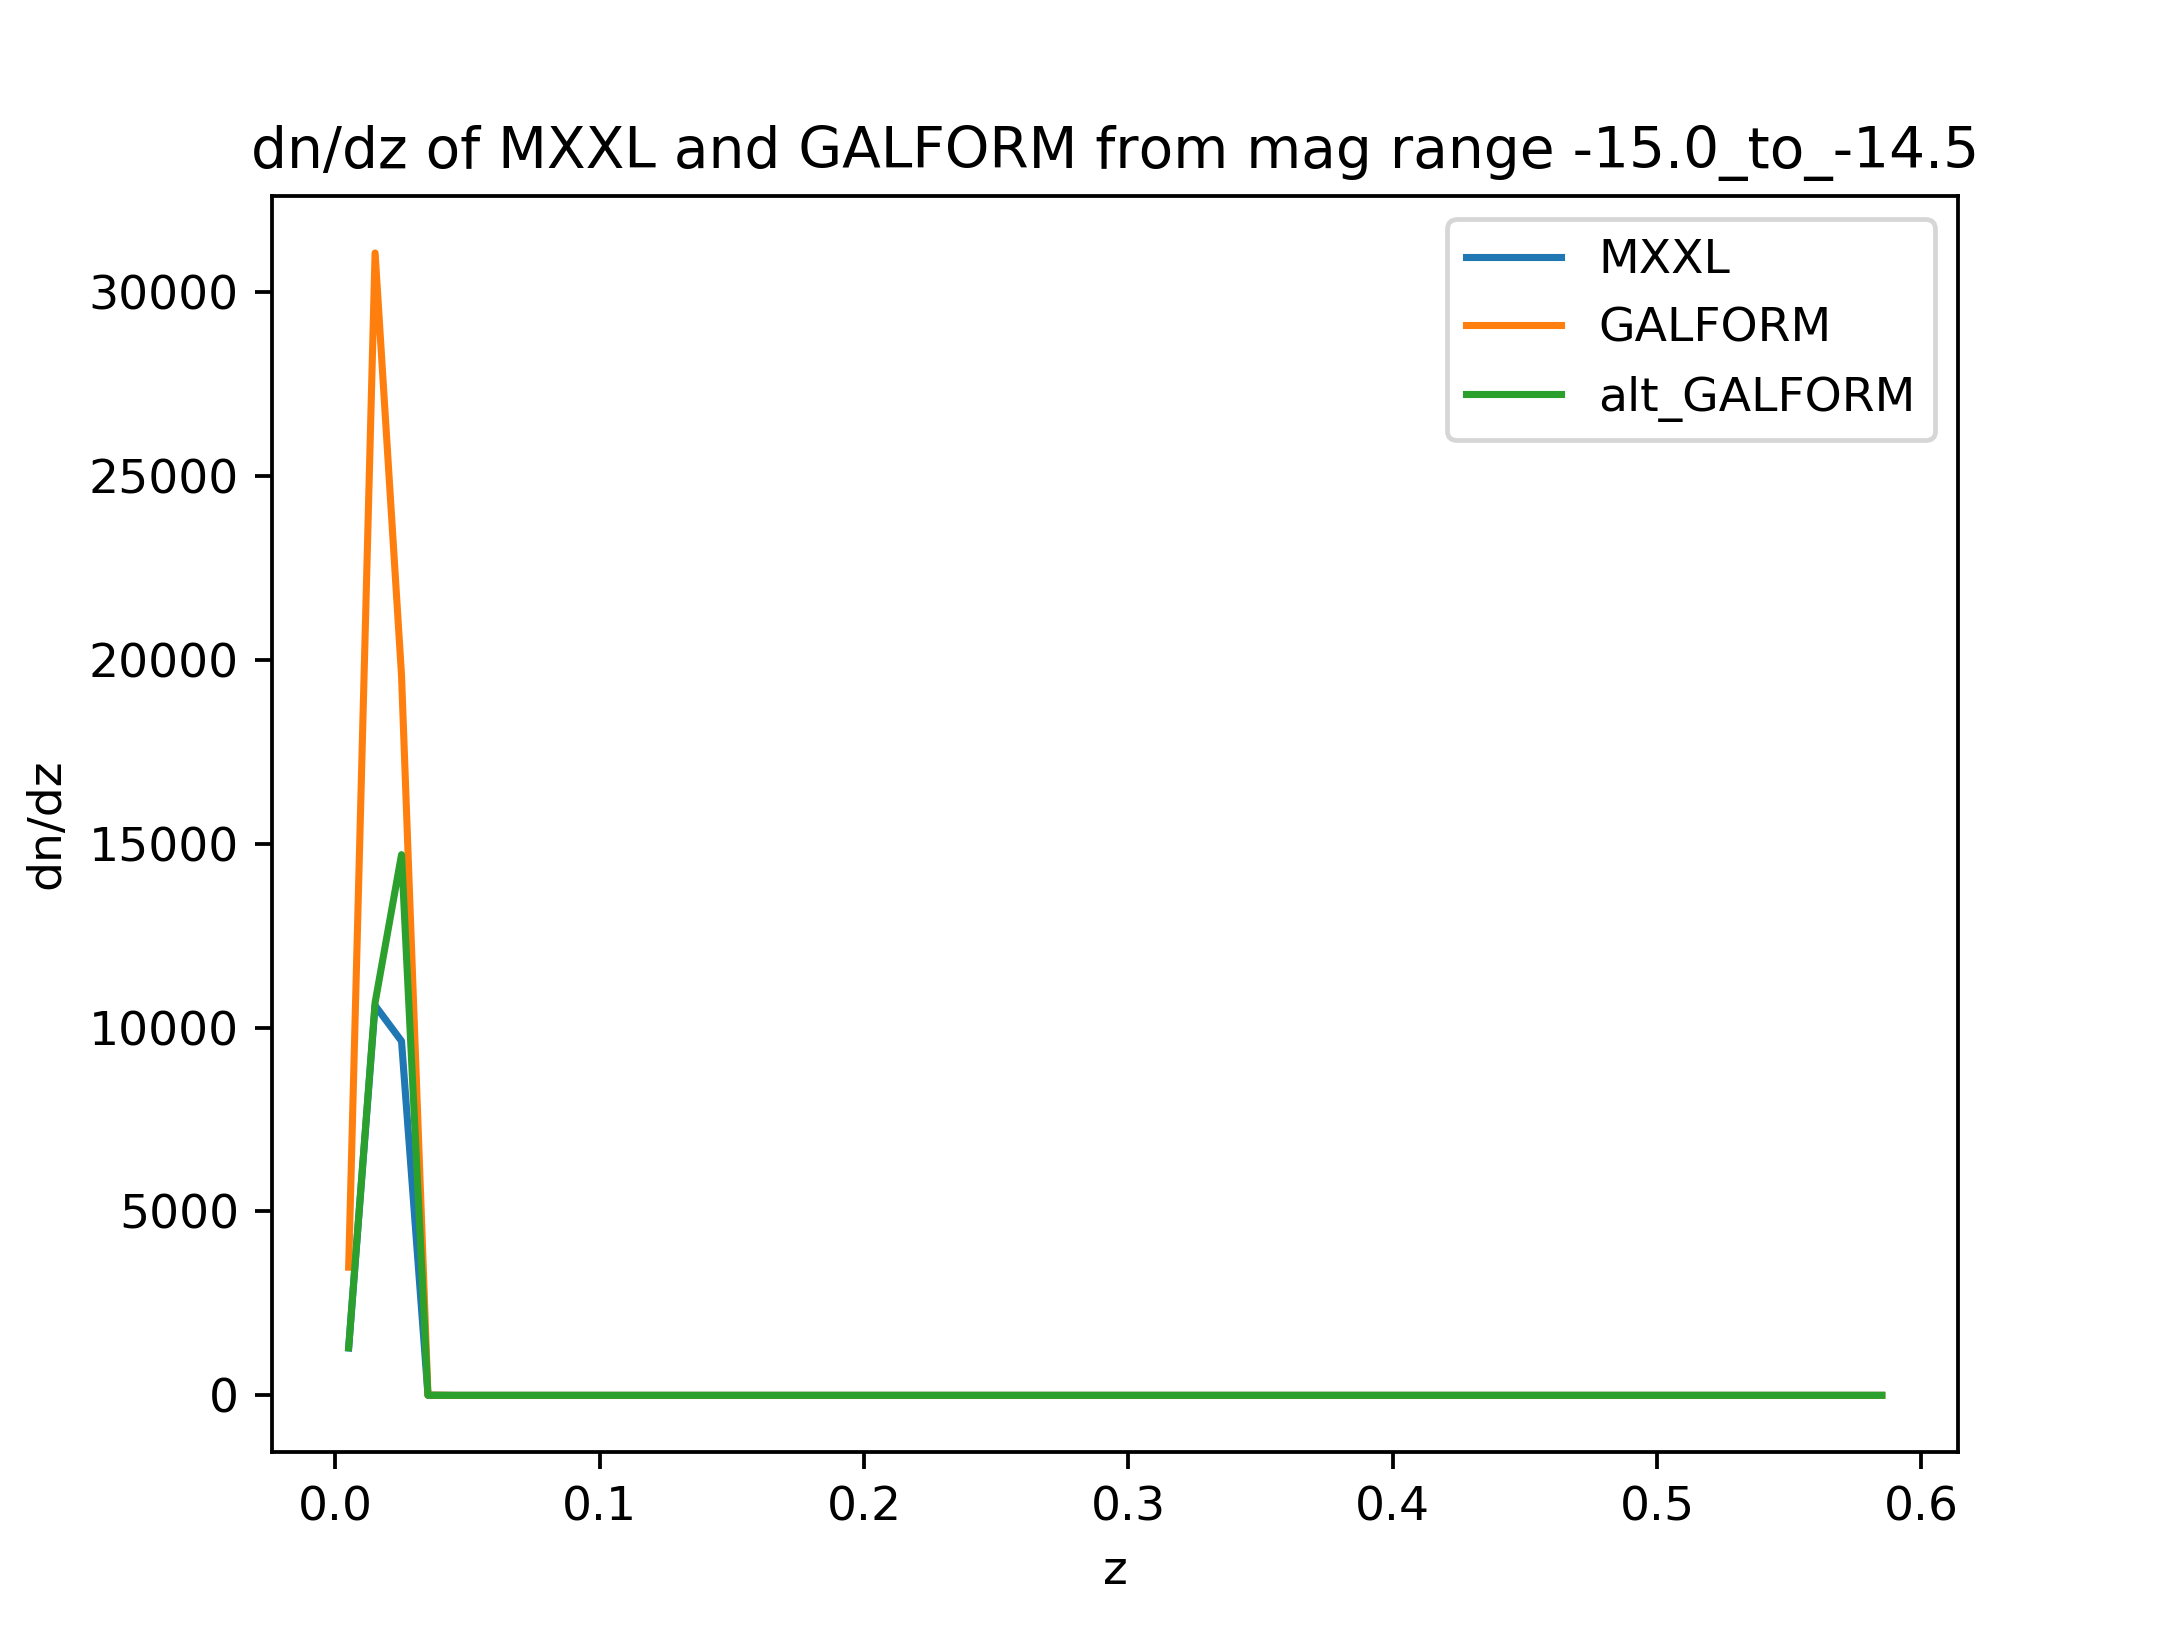 dn/dz of MXXL and GALFORM from mag range -15.0_to_-14.5
MXXL
GALFORM
alt_GALFORM
30000
25000
20000
15000
10000
5000
0
dn/dz
0.0 0.1 0.2 0.3 0.4 0.5 0.6
z